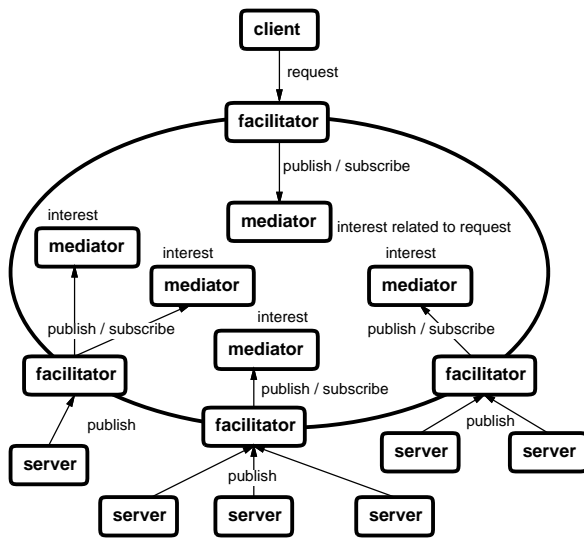 client
request
facilitator
publish / subscribe
mediator
interest related to request
interest
mediator
interest
mediator
interest
mediator
publish / subscribe
interest
mediator
publish / subscribe
facilitator
publish / subscribe
facilitator
publish
facilitator
server
publish
server
server
publish
server
server
server